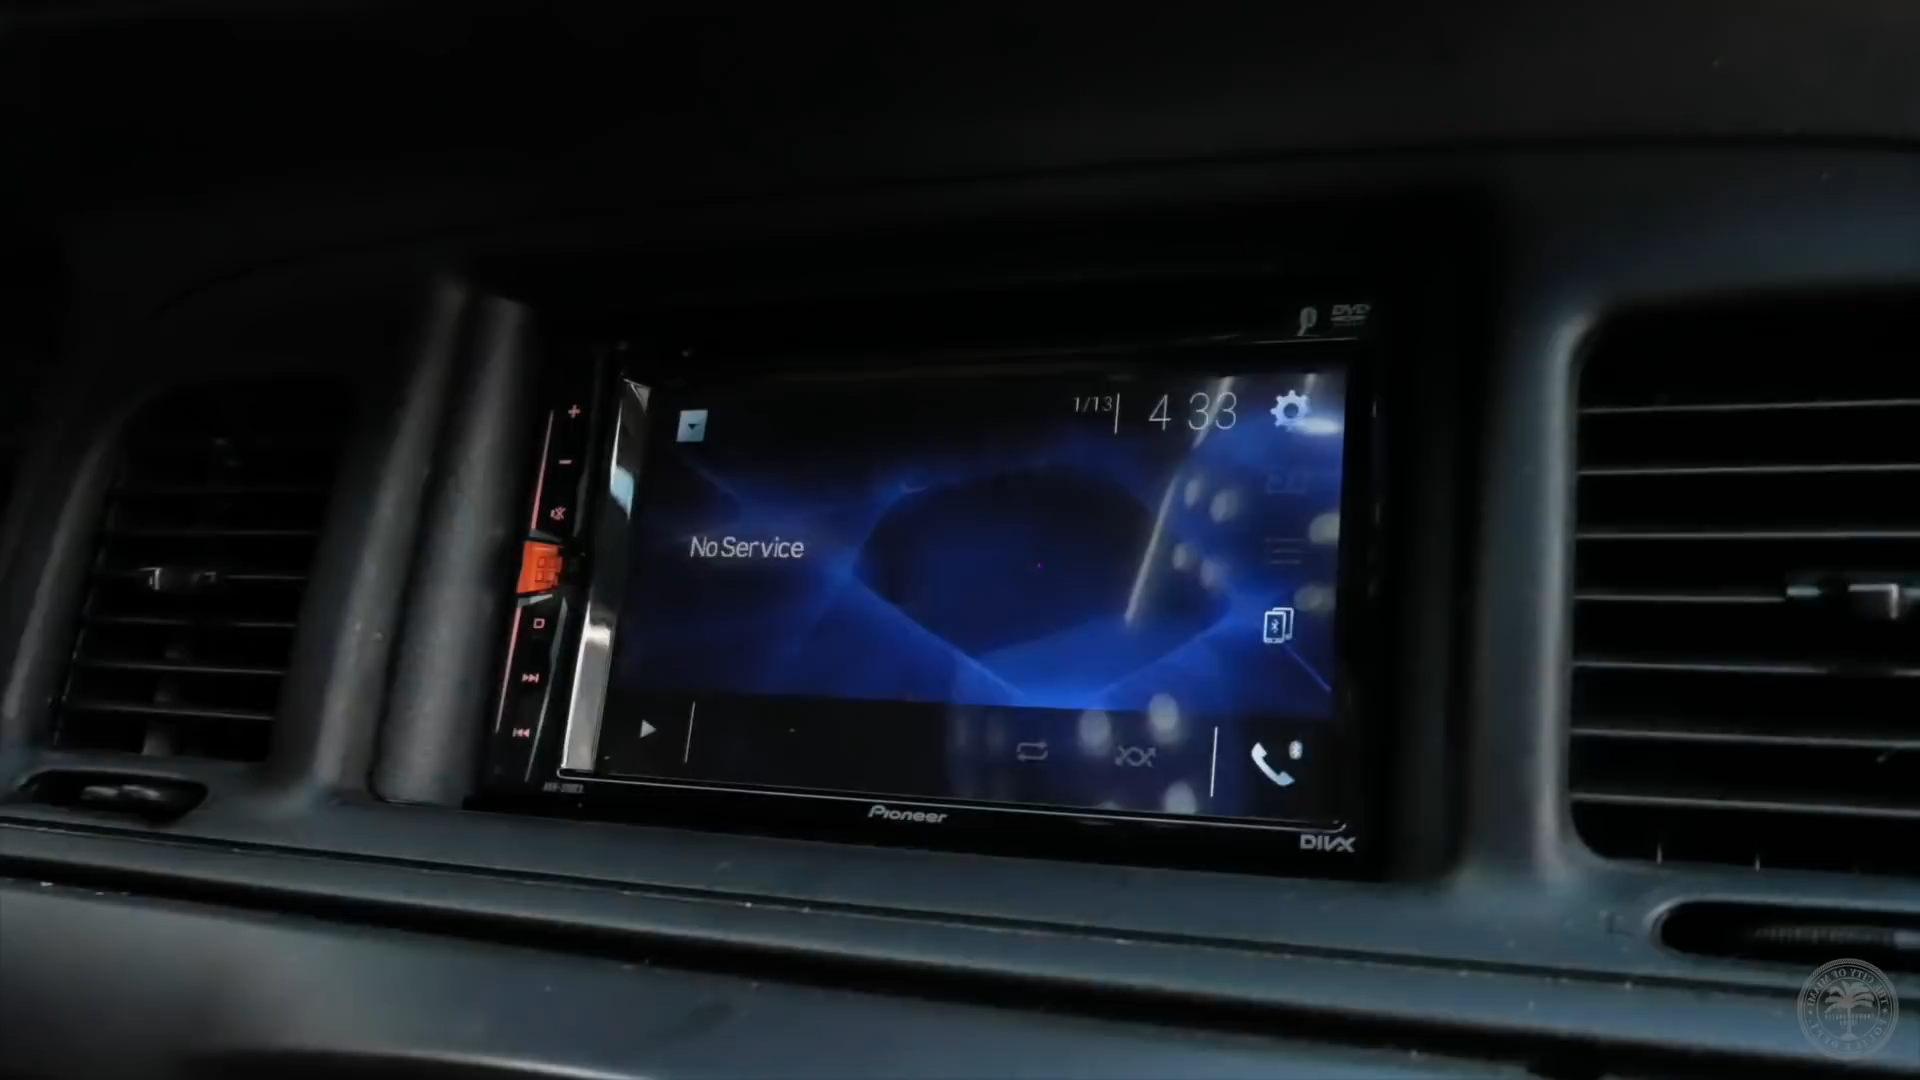 DVD
1/13 4 33
No Service
Pioneer
DIVX